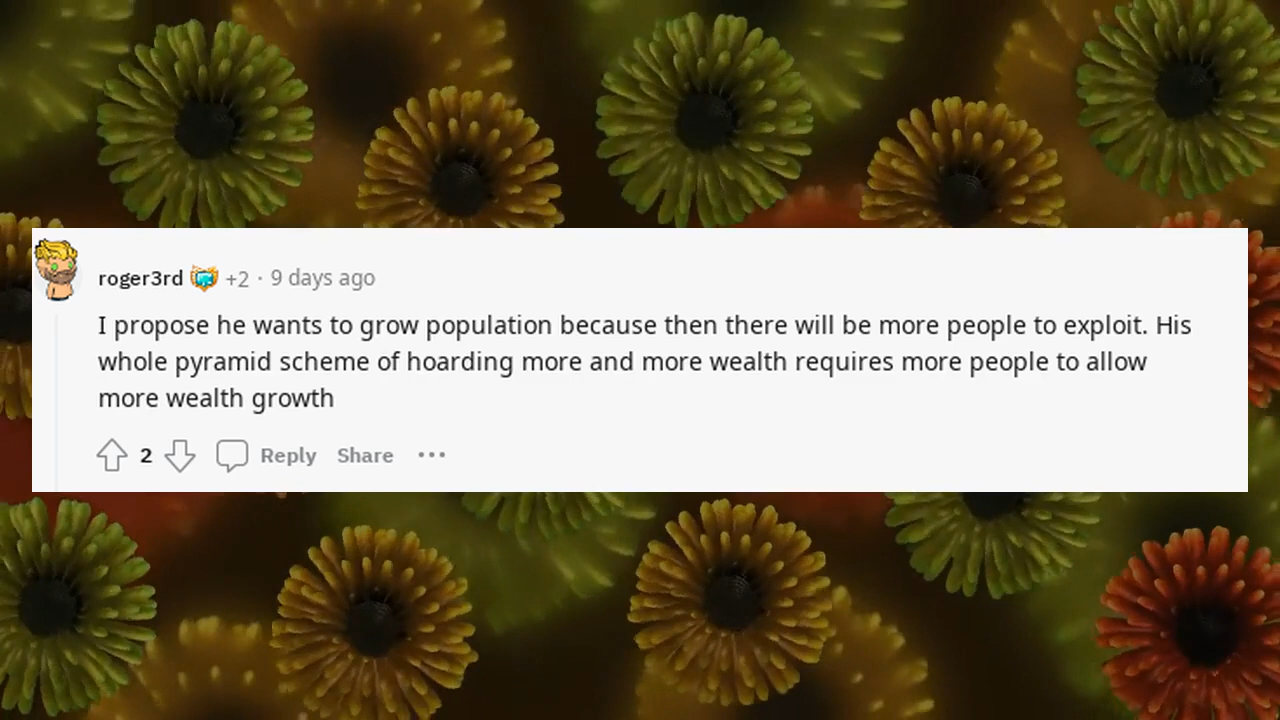 roger3rd +2 · 9 days ago
I propose he wants to grow population because then there will be more people to exploit. His
whole pyramid scheme of hoarding more and more wealth requires more people to allow
more wealth growth
2 Reply Share